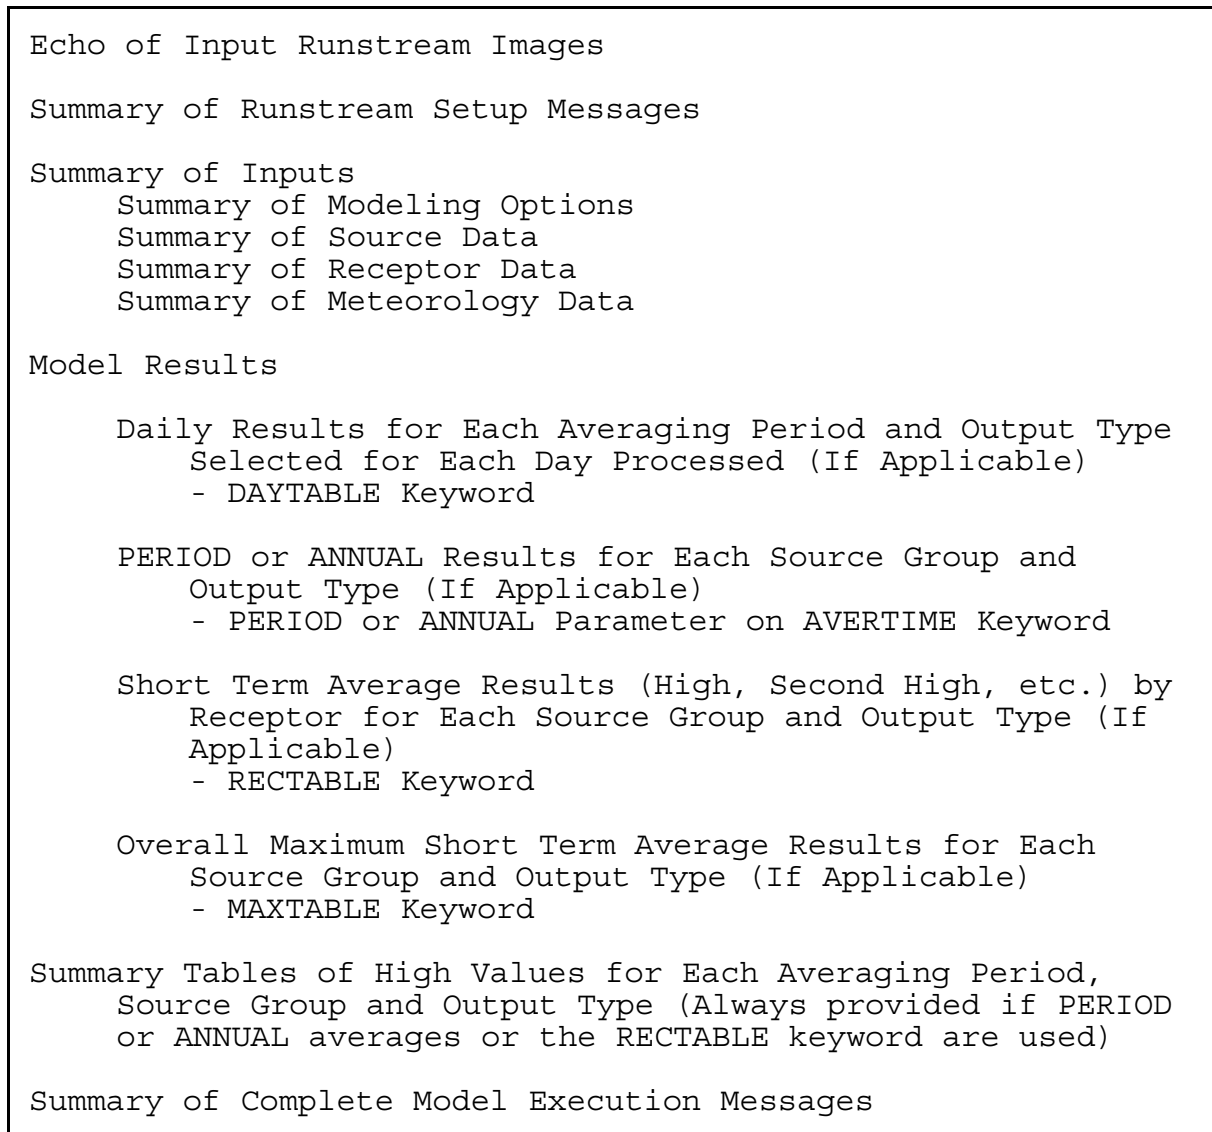 Echo of Input Runstream Images
Summary of Runstream Setup Messages
Summary of Inputs
Summary of Modeling Options
Summary of Source Data
Summary of Receptor Data
Summary of Meteorology Data
Model Results
Daily Results for Each Averaging Period and Output Type
Selected for Each Day Processed (If Applicable)
- DAYTABLE Keyword
PERIOD or ANNUAL Results for Each Source Group and
Output Type (If Applicable)
- PERIOD or ANNUAL Parameter on AVERTIME Keyword
Short Term Average Results (High, Second High, etc.) by
Receptor for Each Source Group and Output Type (If
Applicable)
- RECTABLE Keyword
Overall Maximum Short Term Average Results for Each
Source Group and Output Type (If Applicable)
- MAXTABLE Keyword
Summary Tables of High Values for Each Averaging Period,
Source Group and Output Type (Always provided if PERIOD
or ANNUAL averages or the RECTABLE keyword are used)
Summary of Complete Model Execution Messages